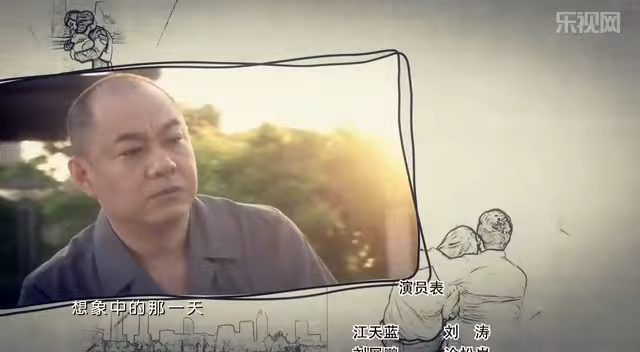 乐视网
想象中的那一天
演员表
江天蓝 刘 涛